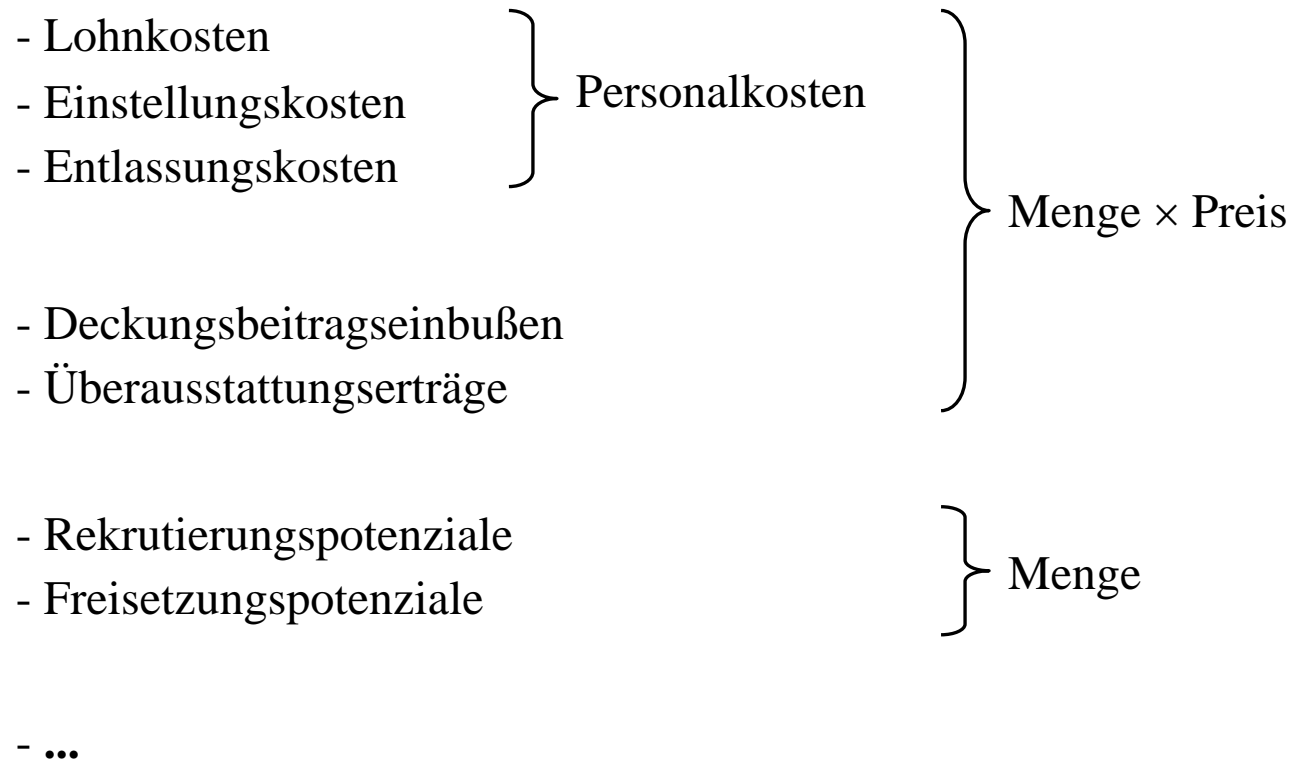 - Lohnkosten
- Einstellungskosten
- Entlassungskosten
Personalkosten
- Deckungsbeitragseinbußen
- Überausstattungserträge
Menge × Preis
- Rekrutierungspotenziale
- Freisetzungspotenziale
Menge
- ...